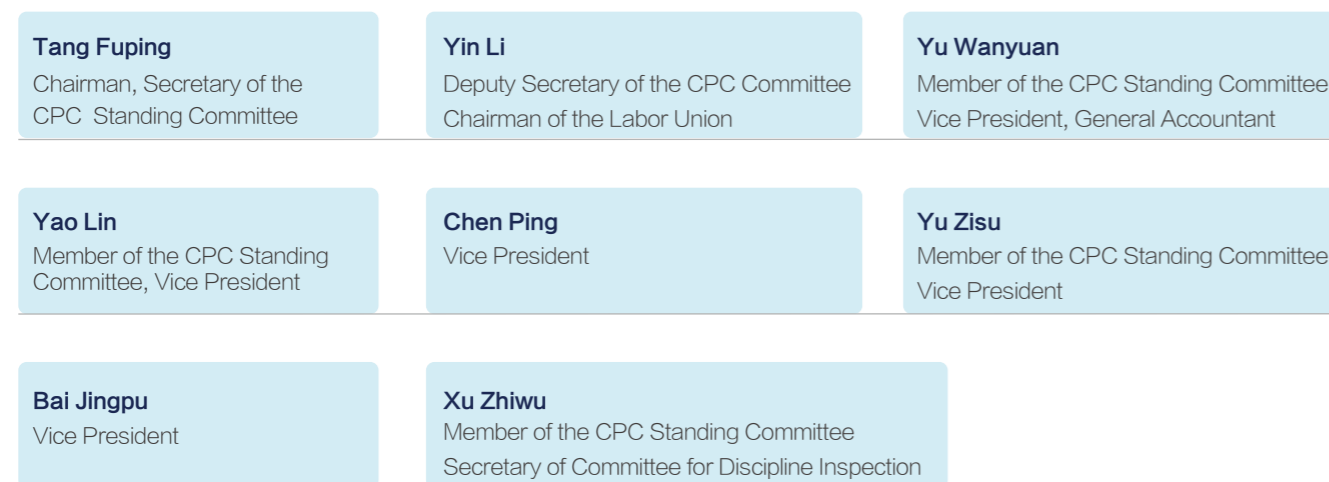 Tang Fuping
Chairman, Secretary of the
CPC Standing Committee
Yin Li
Deputy Secretary of the CPC Committee
Chairman of the Labor Union
Yu Wanyuan
Member of the CPC Standing Committee
Vice President, General Accountant
Yao Lin
Member of the CPC Standing
Committee, Vice President
Chen Ping
Vice President
Yu Zisu
Member of the CPC Standing Committee
Vice President
Bai Jingpu
Vice President
Xu Zhiwu
Member of the CPC Standing Committee
Secretary of Committee for Discipline Inspection